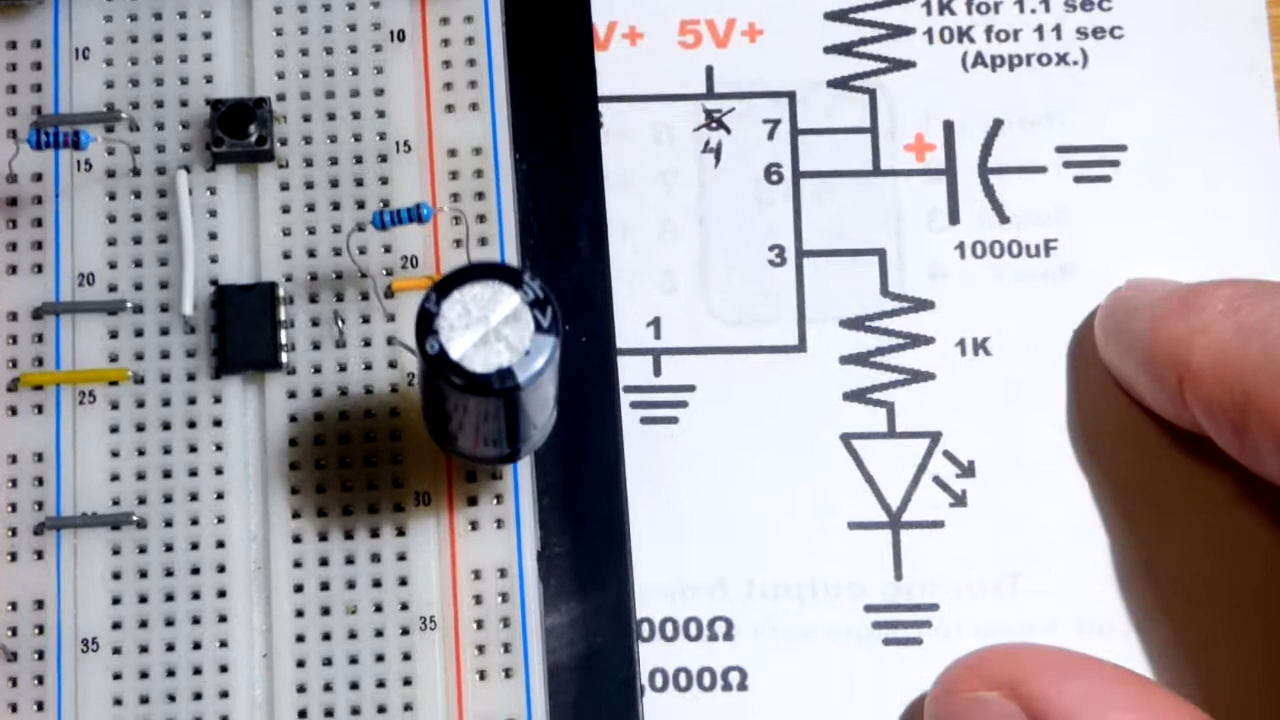 1K for 1.1 sec
10K for 11 sec
(Approx.)
V+ 5V+
5
4
7
6
+
1000uF
3
1K
1
000Ω
,000Ω
10
10
15
15
20
20
25
30
35
35